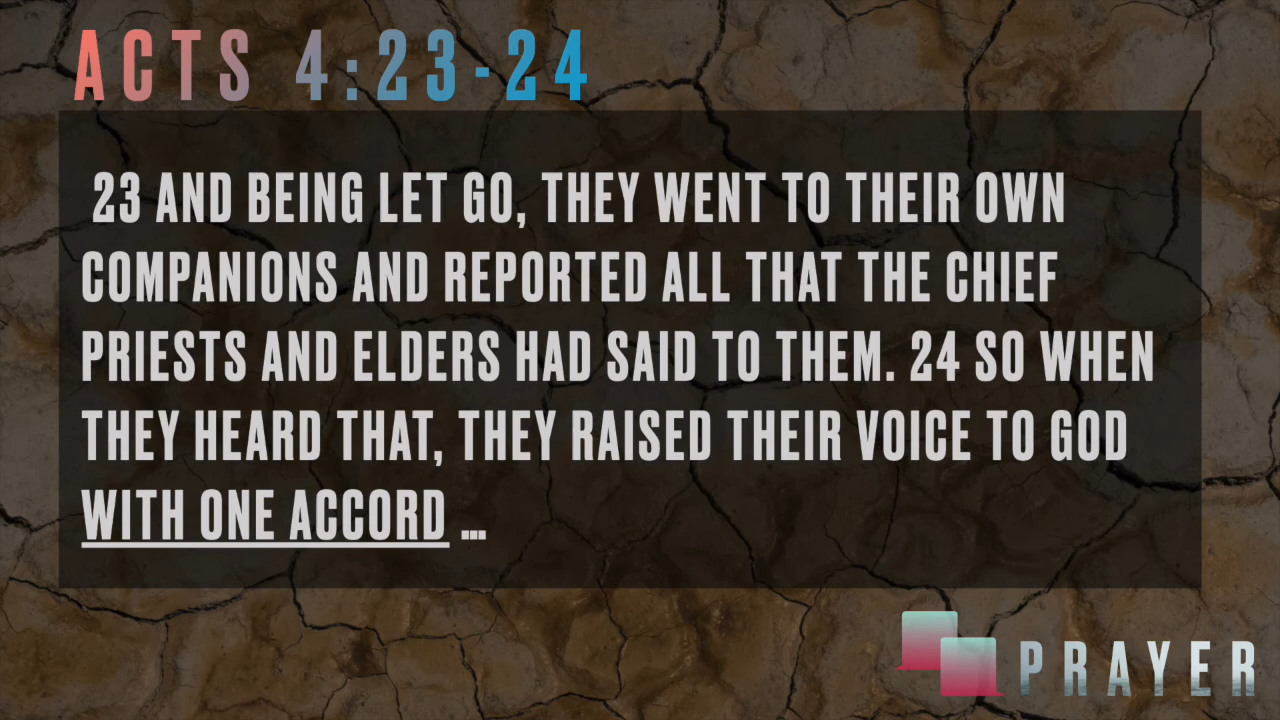 ACTS 4:23-24
23 AND BEING LET GO, THEY WENT TO THEIR OWN
COMPANIONS AND REPORTED ALL THAT THE CHIEF
PRIESTS AND ELDERS HAD SAID TO THEM. 24 SO WHEN
THEY HEARD THAT, THEY RAISED THEIR VOICE TO GOD
WITH ONE ACCORD ...
PRAYER